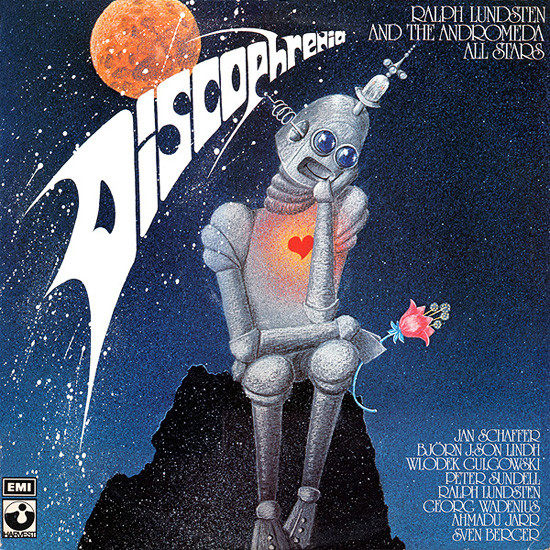 RALPH LUNDSTEN
AND THE ANDROMEDA
ALL STARS
Discophrenia
JAN SCHAFFER
BJÖRN J:SON LINDH
WLODEK GULGOWSKI
PETER SUNDELL
RALPH LUNDSTEN
GEORG WADENIUS
AHMADU JARR
SVEN BERGER
EMI
HARVEST